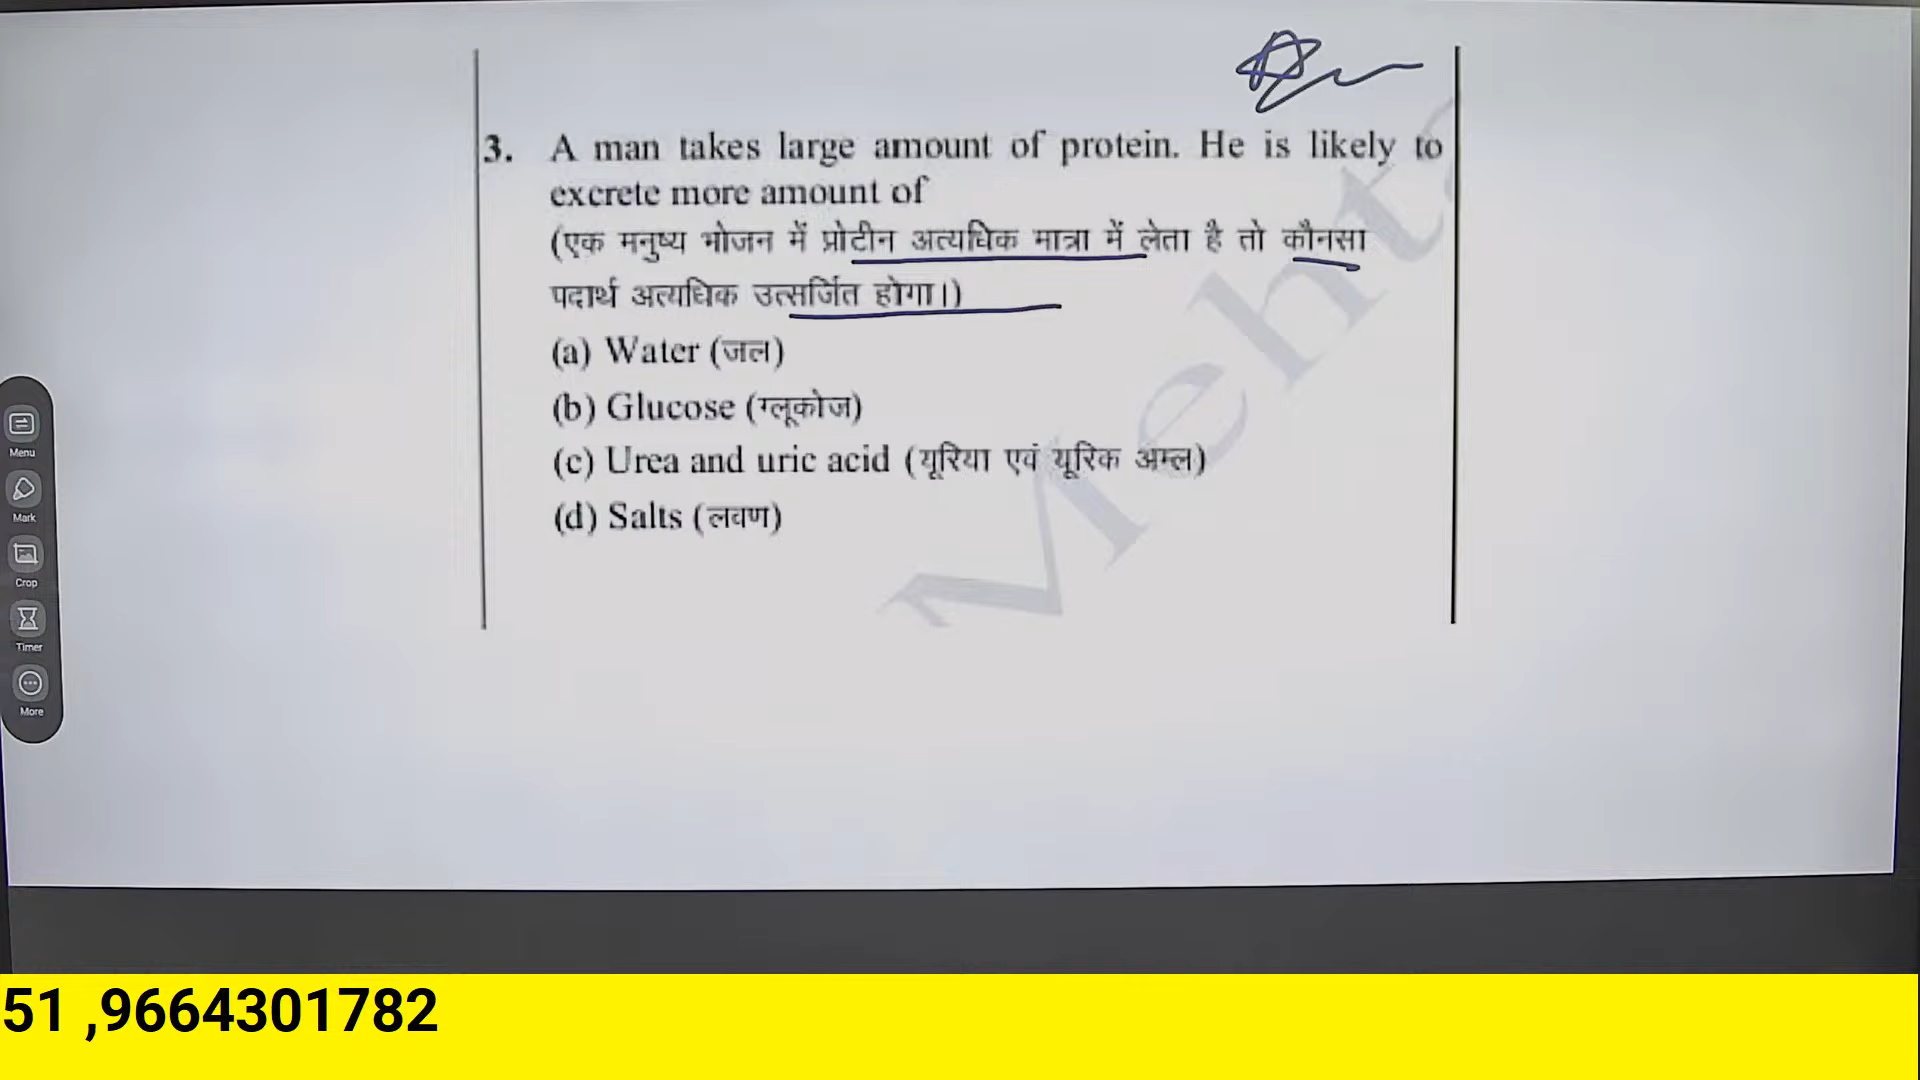 3. A man takes large amount of protein. He is likely to
excrete more amount of
(एक मनुष्य भोजन में प्रोटीन अत्यधिक मात्रा में लेता है तो कौनसा
पदार्थ अत्यधिक उत्सर्जित होगा।)
(a) Water (जल)
(b) Glucose (ग्लूकोज)
(c) Urea and uric acid (यूरिया एवं यूरिक अम्ल)
(d) Salts (लवण)
Menu
Mark
Crop
Timer
More
51 ,9664301782